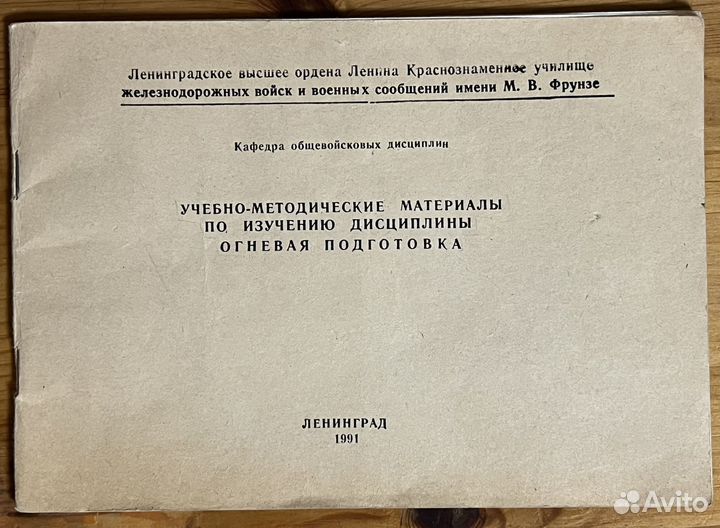 Ленинградское высшее ордена Ленина Краснознаменное училище
железнодорожных войск и военных сообщений имени М. В. Фрунзе
Кафедра общевойсковых дисциплин
УЧЕБНО-МЕТОДИЧЕСКИЕ МАТЕРИАЛЫ
ПО ИЗУЧЕНИЮ ДИСЦИПЛИНЫ
ОГНЕВАЯ ПОДГОТОВКА
ЛЕНИНГРАД
1991
Avito